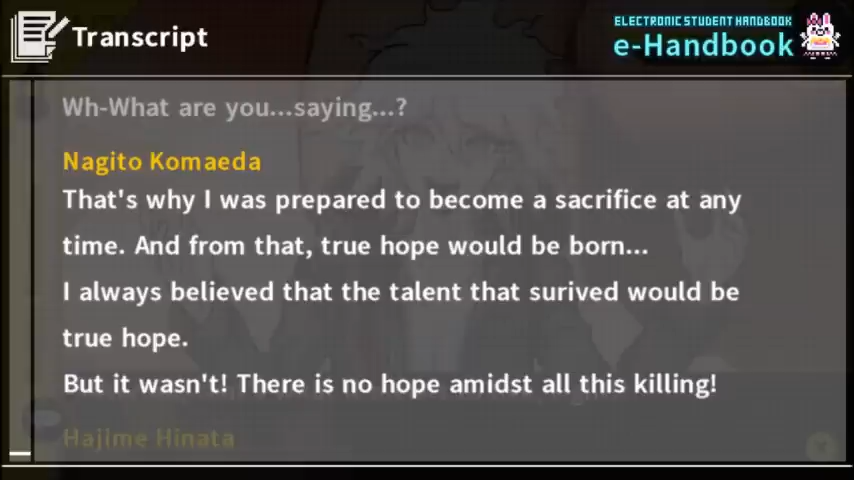 Transcript
ELECTRONIC STUDENT HANDBOOK
e-Handbook
Wh-What are you...saying...?
Nagito Komaeda
That's why I was prepared to become a sacrifice at any
time. And from that, true hope would be born...
I always believed that the talent that surived would be
true hope.
But it wasn't! There is no hope amidst all this killing!
Hajime Hinata